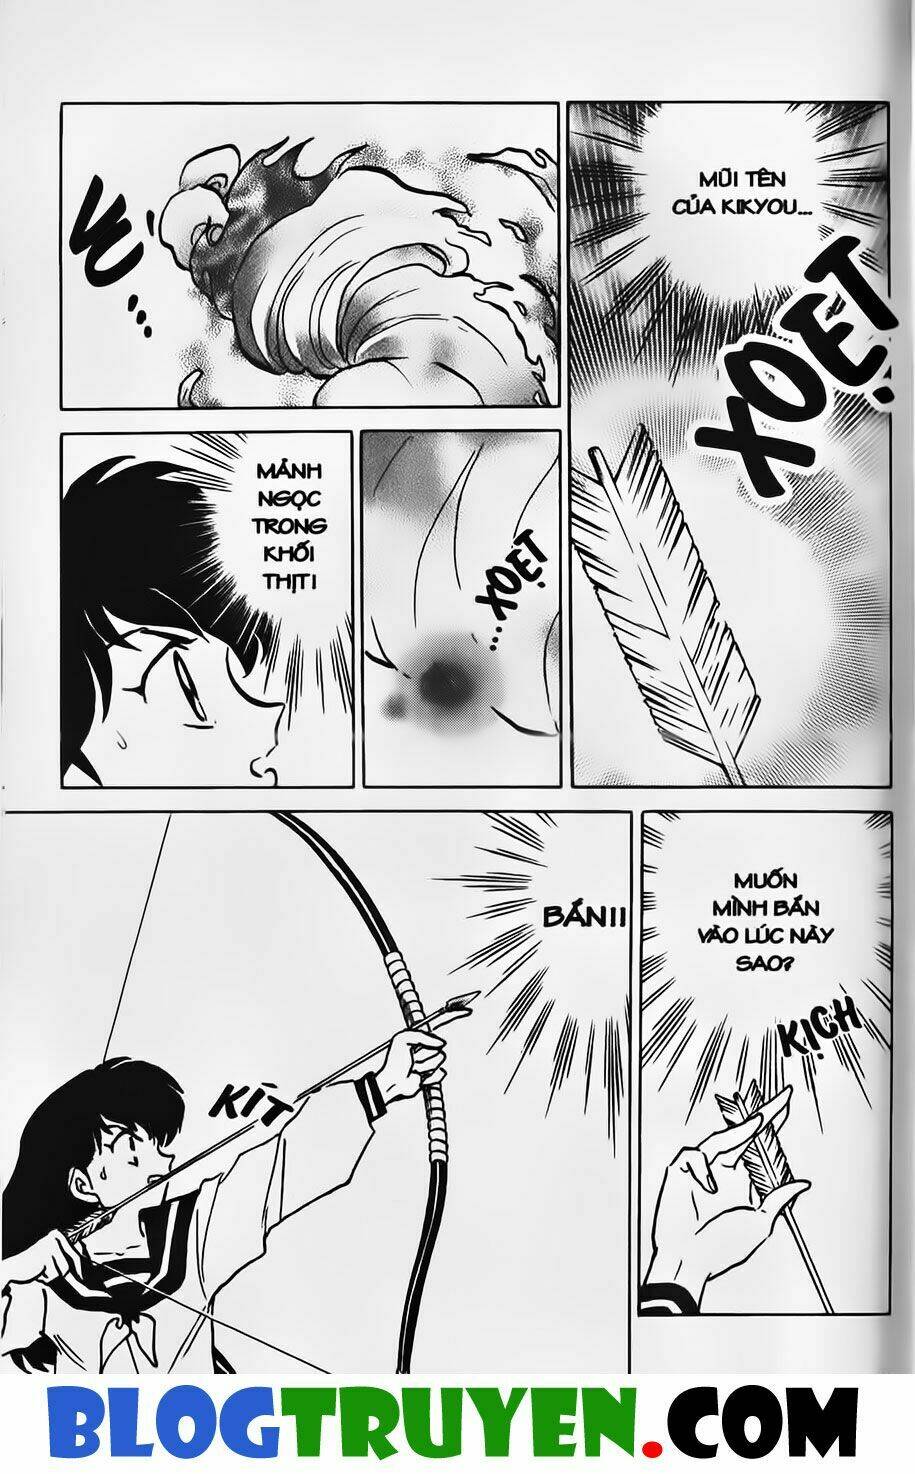 MŨI TÊN
CỦA KIKYOU...
XOẸT
VÙ...
XOẸT
...
MẢNH
NGỌC
TRONG
KHỐI
THỊT!
MUỐN
MÌNH BẮN
VÀO LÚC NÀY
SAO?
KỊCH
BẮN!!
KÍT
BLOGTRUYEN.COM